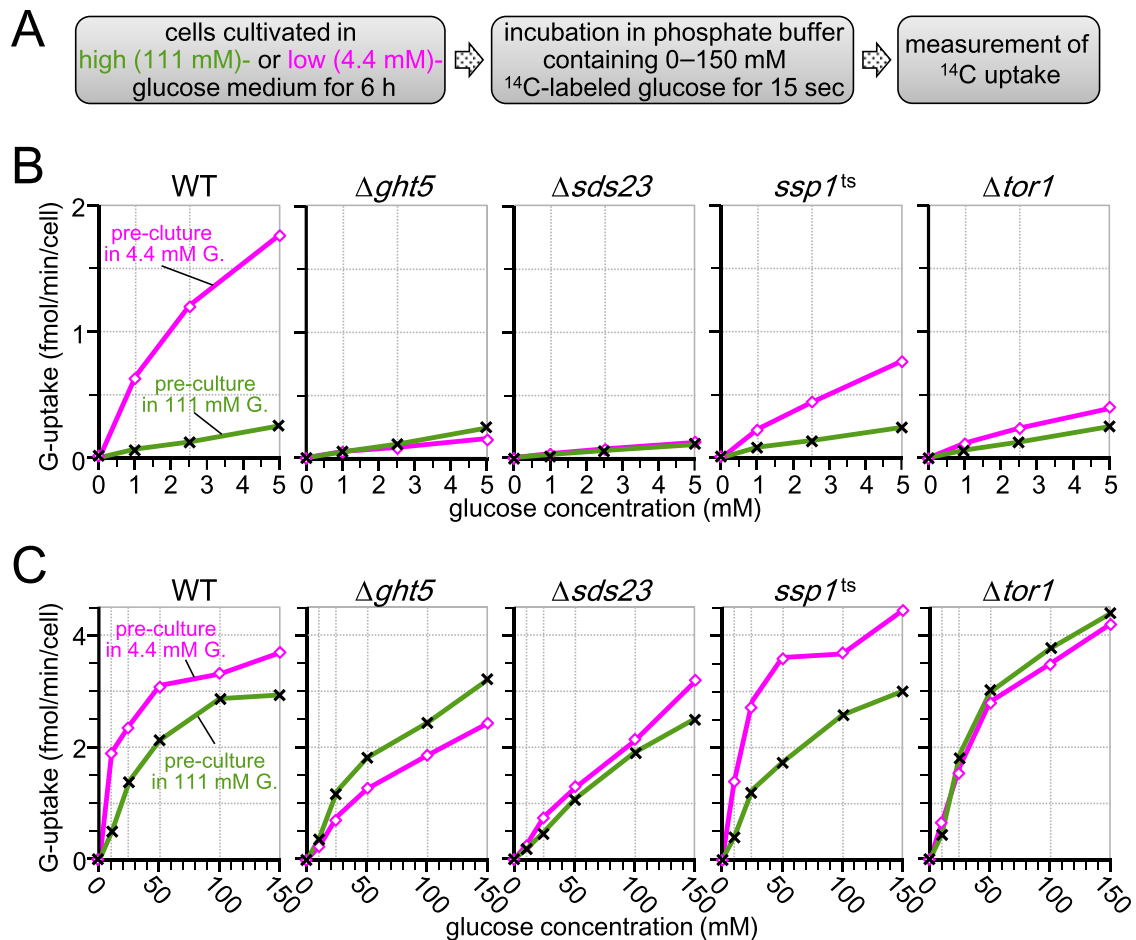 A
cells cultivated in
high (111 mM)- or low (4.4 mM)-
glucose medium for 6 h
incubation in phosphate buffer
containing 0–150 mM
¹⁴C-labeled glucose for 15 sec
measurement of
¹⁴C uptake
B
WT
Δght5
Δsds23
ssp1ᵗˢ
Δtor1
G-uptake (fmol/min/cell)
2
1
0
pre-cluture
in 4.4 mM G.
pre-culture
in 111 mM G.
0 1 2 3 4 5
0 1 2 3 4 5
0 1 2 3 4 5
0 1 2 3 4 5
0 1 2 3 4 5
glucose concentration (mM)
C
WT
Δght5
Δsds23
ssp1ᵗˢ
Δtor1
G-uptake (fmol/min/cell)
4
2
0
pre-culture
in 4.4 mM G.
pre-culture
in 111 mM G.
0 50 100 150
0 50 100 150
0 50 100 150
0 50 100 150
0 50 100 150
glucose concentration (mM)